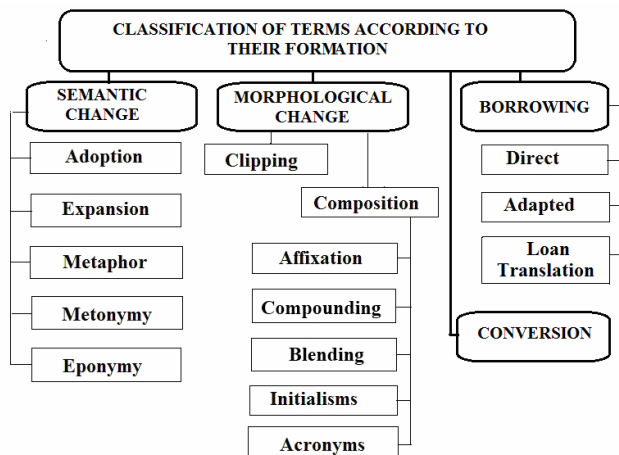 CLASSIFICATION OF TERMS ACCORDING TO
THEIR FORMATION
SEMANTIC
CHANGE
Adoption
Expansion
Metaphor
Metonymy
Eponymy
MORPHOLOGICAL
CHANGE
Clipping
Composition
Affixation
Compounding
Blending
Initialisms
Acronyms
BORROWING
Direct
Adapted
Loan
Translation
CONVERSION